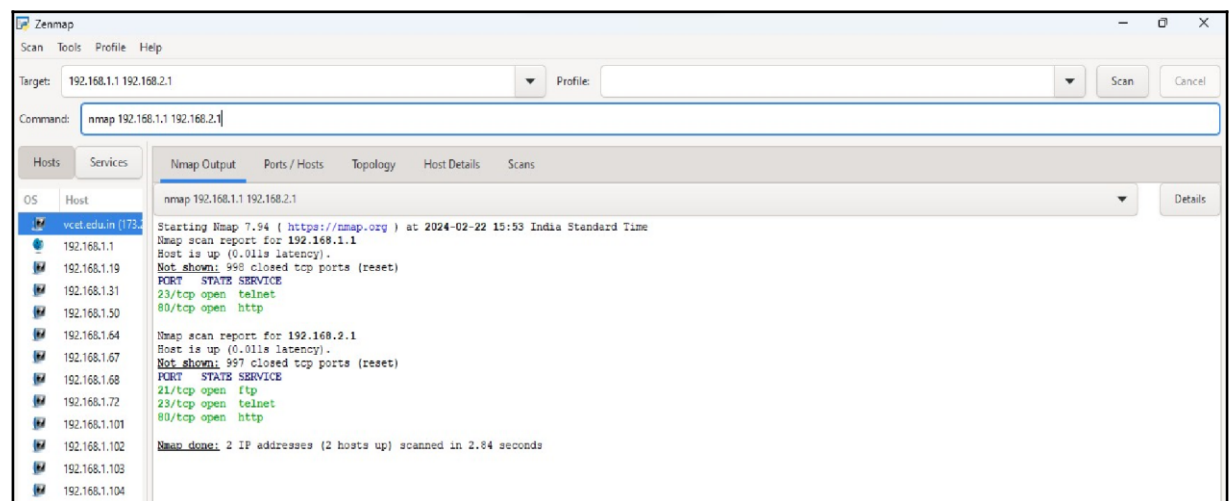 Zenmap
Scan Tools Profile Help
Target: 192.168.1.1 192.168.2.1 Profile: Scan Cancel
Command: nmap 192.168.1.1 192.168.2.1
Hosts Services Nmap Output Ports / Hosts Topology Host Details Scans
OS Host
nmap 192.168.1.1 192.168.2.1 Details
vcet.edu.in (173.2
192.168.1.1
192.168.1.19
192.168.1.31
192.168.1.50
192.168.1.64
192.168.1.67
192.168.1.68
192.168.1.72
192.168.1.101
192.168.1.102
192.168.1.103
192.168.1.104
Starting Nmap 7.94 ( https://nmap.org ) at 2024-02-22 15:53 India Standard Time
Nmap scan report for 192.168.1.1
Host is up (0.01s latency).
Not shown: 998 closed tcp ports (reset)
PORT STATE SERVICE
23/tcp open telnet
80/tcp open http
Nmap scan report for 192.168.2.1
Host is up (0.011s latency).
Not shown: 997 closed tcp ports (reset)
PORT STATE SERVICE
21/tcp open ftp
23/tcp open telnet
80/tcp open http
Nmap done: 2 IP addresses (2 hosts up) scanned in 2.84 seconds